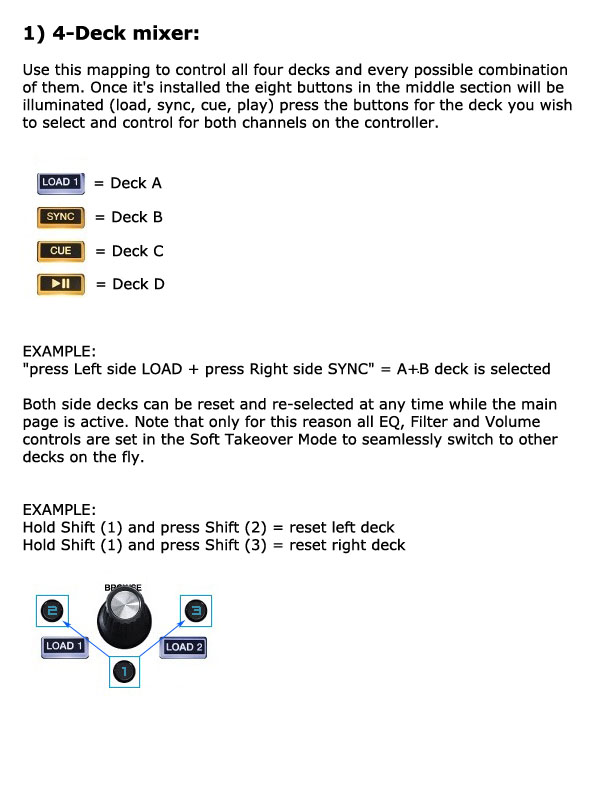 1) 4-Deck mixer:
Use this mapping to control all four decks and every possible combination
of them. Once it's installed the eight buttons in the middle section will be
illuminated (load, sync, cue, play) press the buttons for the deck you wish
to select and control for both channels on the controller.
LOAD 1 = Deck A
SYNC = Deck B
CUE = Deck C
= Deck D
EXAMPLE:
"press Left side LOAD + press Right side SYNC" = A+B deck is selected
Both side decks can be reset and re-selected at any time while the main
page is active. Note that only for this reason all EQ, Filter and Volume
controls are set in the Soft Takeover Mode to seamlessly switch to other
decks on the fly.
EXAMPLE:
Hold Shift (1) and press Shift (2) = reset left deck
Hold Shift (1) and press Shift (3) = reset right deck
BROWSE
2 3
LOAD 1 LOAD 2
1